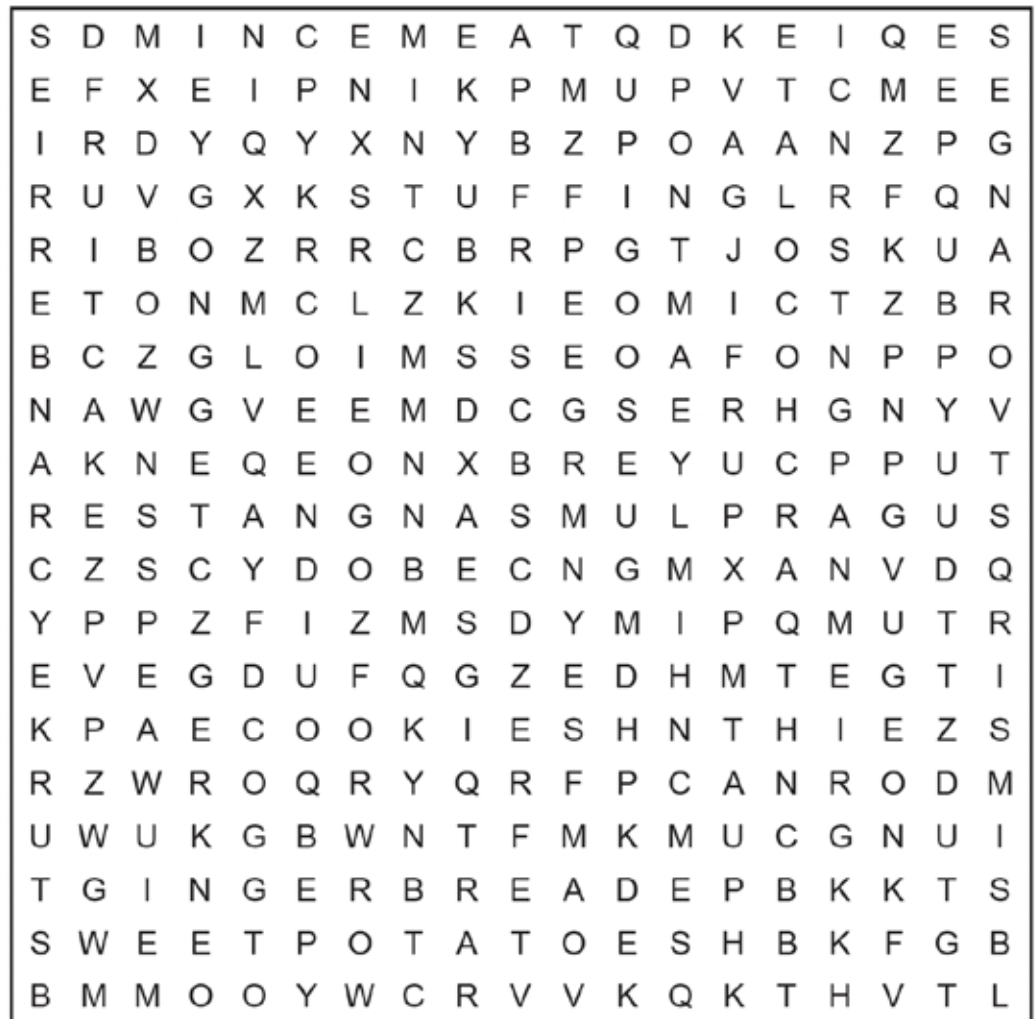 S D M I N C E M E A T Q D K E I Q E S
E F X E I P N I K P M U P V T C M E E
I R D Y Q Y X N Y B Z P O A A N Z P G
R U V G X K S T U F F I N G L R F Q N
R I B O Z R R C B R P G T J O S K U A
E T O N M C L Z K I E O M I C T Z B R
B C Z G L O I M S S E O A F O N P P O
N A W G V E E M D C G S E R H G N Y V
A K N E Q E O N X B R E Y U C P P U T
R E S T A N G N A S M U L P R A G U S
C Z S C Y D O B E C N G M X A N V D Q
Y P P Z F I Z M S D Y M I P Q M U T R
E V E G D U F Q G Z E D H M T E G T I
K P A E C O O K I E S H N T H I E Z S
R Z W R O Q R Y Q R F P C A N R O D M
U W U K G B W N T F M K M U C G N U I
T G I N G E R B R E A D E P B K K T S
S W E E T P O T A T O E S H B K F G B
B M M O O Y W C R V V K Q K T H V T L